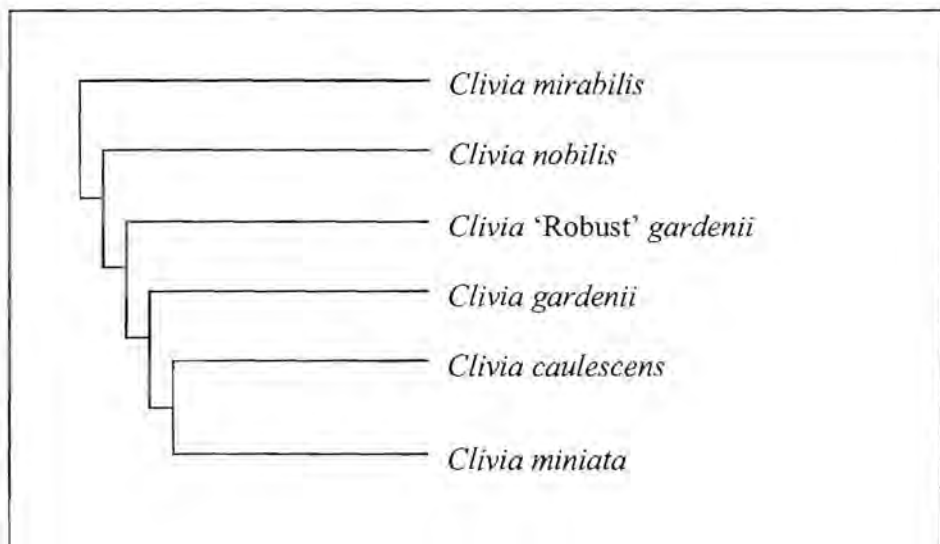 Clivia mirabilis
Clivia nobilis
Clivia ‘Robust’ gardenii
Clivia gardenii
Clivia caulescens
Clivia miniata